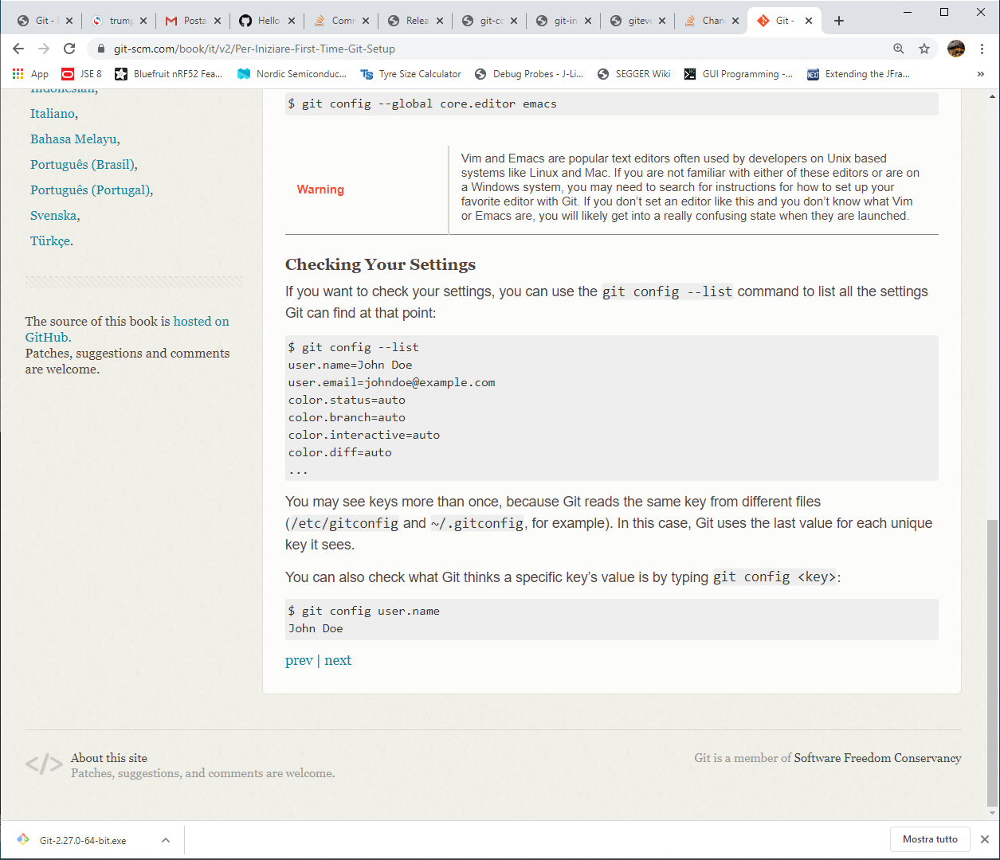 Git -
trump
Posta
Hello
Comm
Relea
git-co
git-in
giteve
Chan
Git -
git-scm.com/book/it/v2/Per-Iniziare-First-Time-Git-Setup
App
JSE 8
Bluefruit nRF52 Fea...
Nordic Semiconduc...
Tyre Size Calculator
Debug Probes - J-Li...
SEGGER Wiki
GUI Programming -...
Extending the JFra...
»
Indonesian,
Italiano,
Bahasa Melayu,
Português (Brasil),
Português (Portugal),
Svenska,
Türkçe.
The source of this book is hosted on
GitHub.
Patches, suggestions and comments
are welcome.
$ git config --global core.editor emacs
Warning
Vim and Emacs are popular text editors often used by developers on Unix based
systems like Linux and Mac. If you are not familiar with either of these editors or are on
a Windows system, you may need to search for instructions for how to set up your
favorite editor with Git. If you don’t set an editor like this and you don’t know what Vim
or Emacs are, you will likely get into a really confusing state when they are launched.
Checking Your Settings
If you want to check your settings, you can use the git config --list command to list all the settings
Git can find at that point:
$ git config --list
user.name=John Doe
user.email=johndoe@example.com
color.status=auto
color.branch=auto
color.interactive=auto
color.diff=auto
...
You may see keys more than once, because Git reads the same key from different files
(/etc/gitconfig and ~/.gitconfig, for example). In this case, Git uses the last value for each unique
key it sees.
You can also check what Git thinks a specific key’s value is by typing git config <key>:
$ git config user.name
John Doe
prev | next
</> About this site
Patches, suggestions, and comments are welcome.
Git is a member of Software Freedom Conservancy
Git-2.27.0-64-bit.exe
Mostra tutto